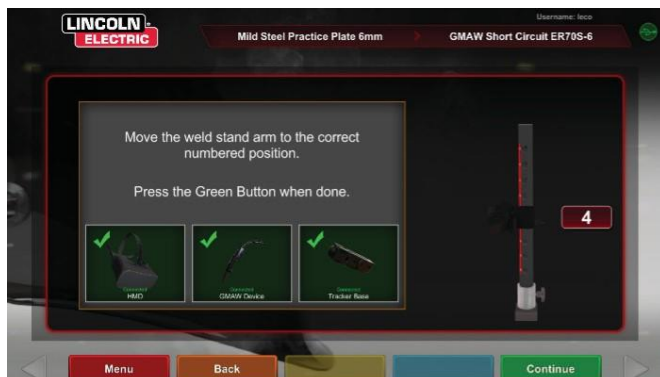 Username: leco
LINCOLN
ELECTRIC
Mild Steel Practice Plate 6mm
GMAW Short Circuit ER70S-6
Move the weld stand arm to the correct
numbered position.
Press the Green Button when done.
4
Connected
HMD
Connected
GMAW Device
Connected
Tracker Base
Menu
Back
Continue